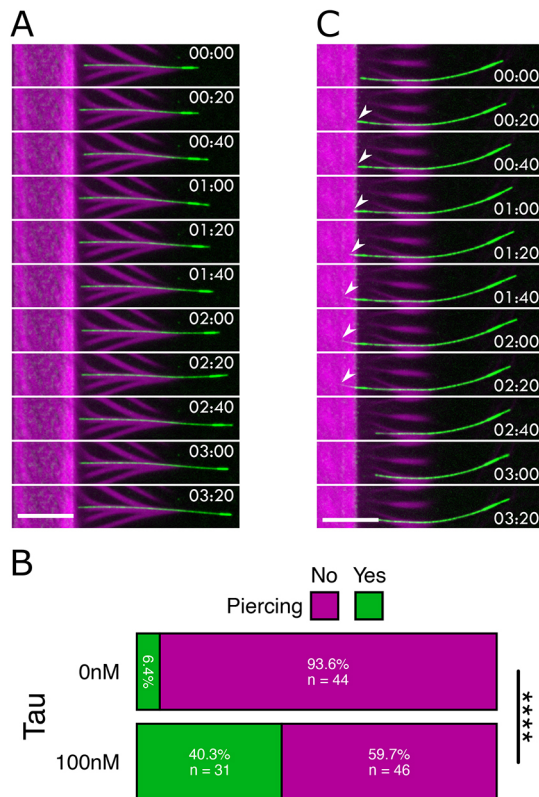 A
00:00
00:20
00:40
01:00
01:20
01:40
02:00
02:20
02:40
03:00
03:20
C
00:00
00:20
00:40
01:00
01:20
01:40
02:00
02:20
02:40
03:00
03:20
B
No Yes
Piercing
Tau
0nM
6.4%
93.6%
n = 44
100nM
40.3%
n = 31
59.7%
n = 46
****